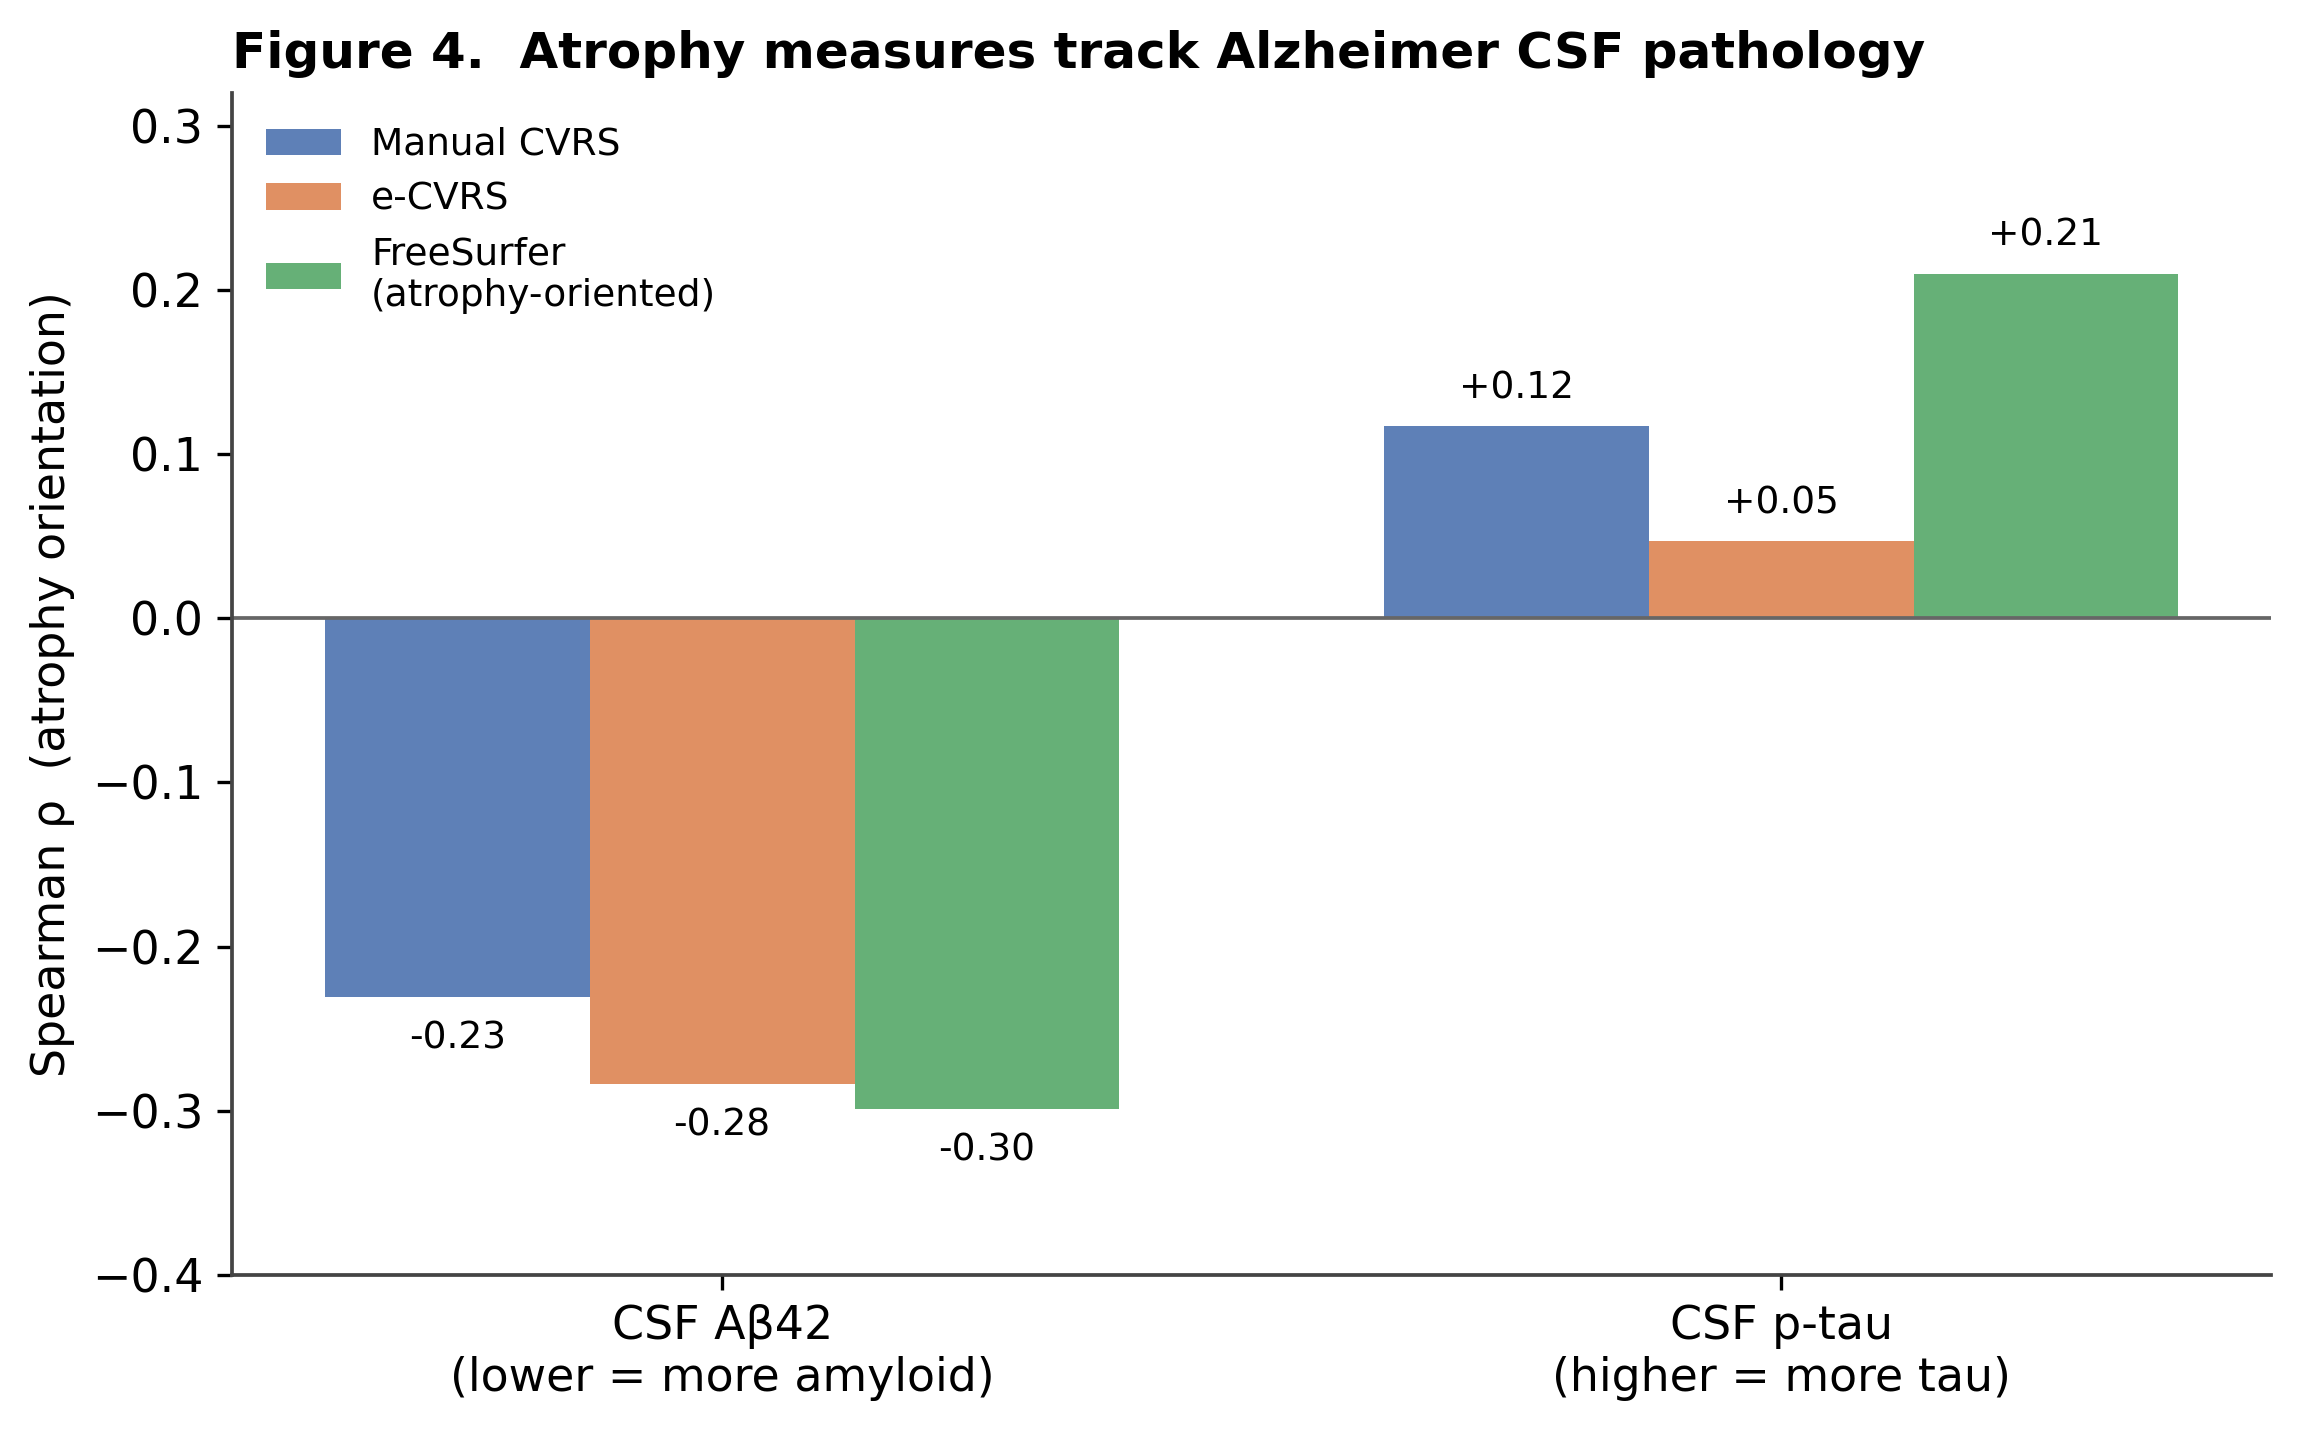 Figure 4.  Atrophy measures track Alzheimer CSF pathology
Manual CVRS
e-CVRS
FreeSurfer
(atrophy-oriented)
Spearman ρ  (atrophy orientation)
0.3
0.2
0.1
0.0
−0.1
−0.2
−0.3
−0.4
-0.23
-0.28
-0.30
+0.12
+0.05
+0.21
CSF Aβ42
(lower = more amyloid)
CSF p-tau
(higher = more tau)